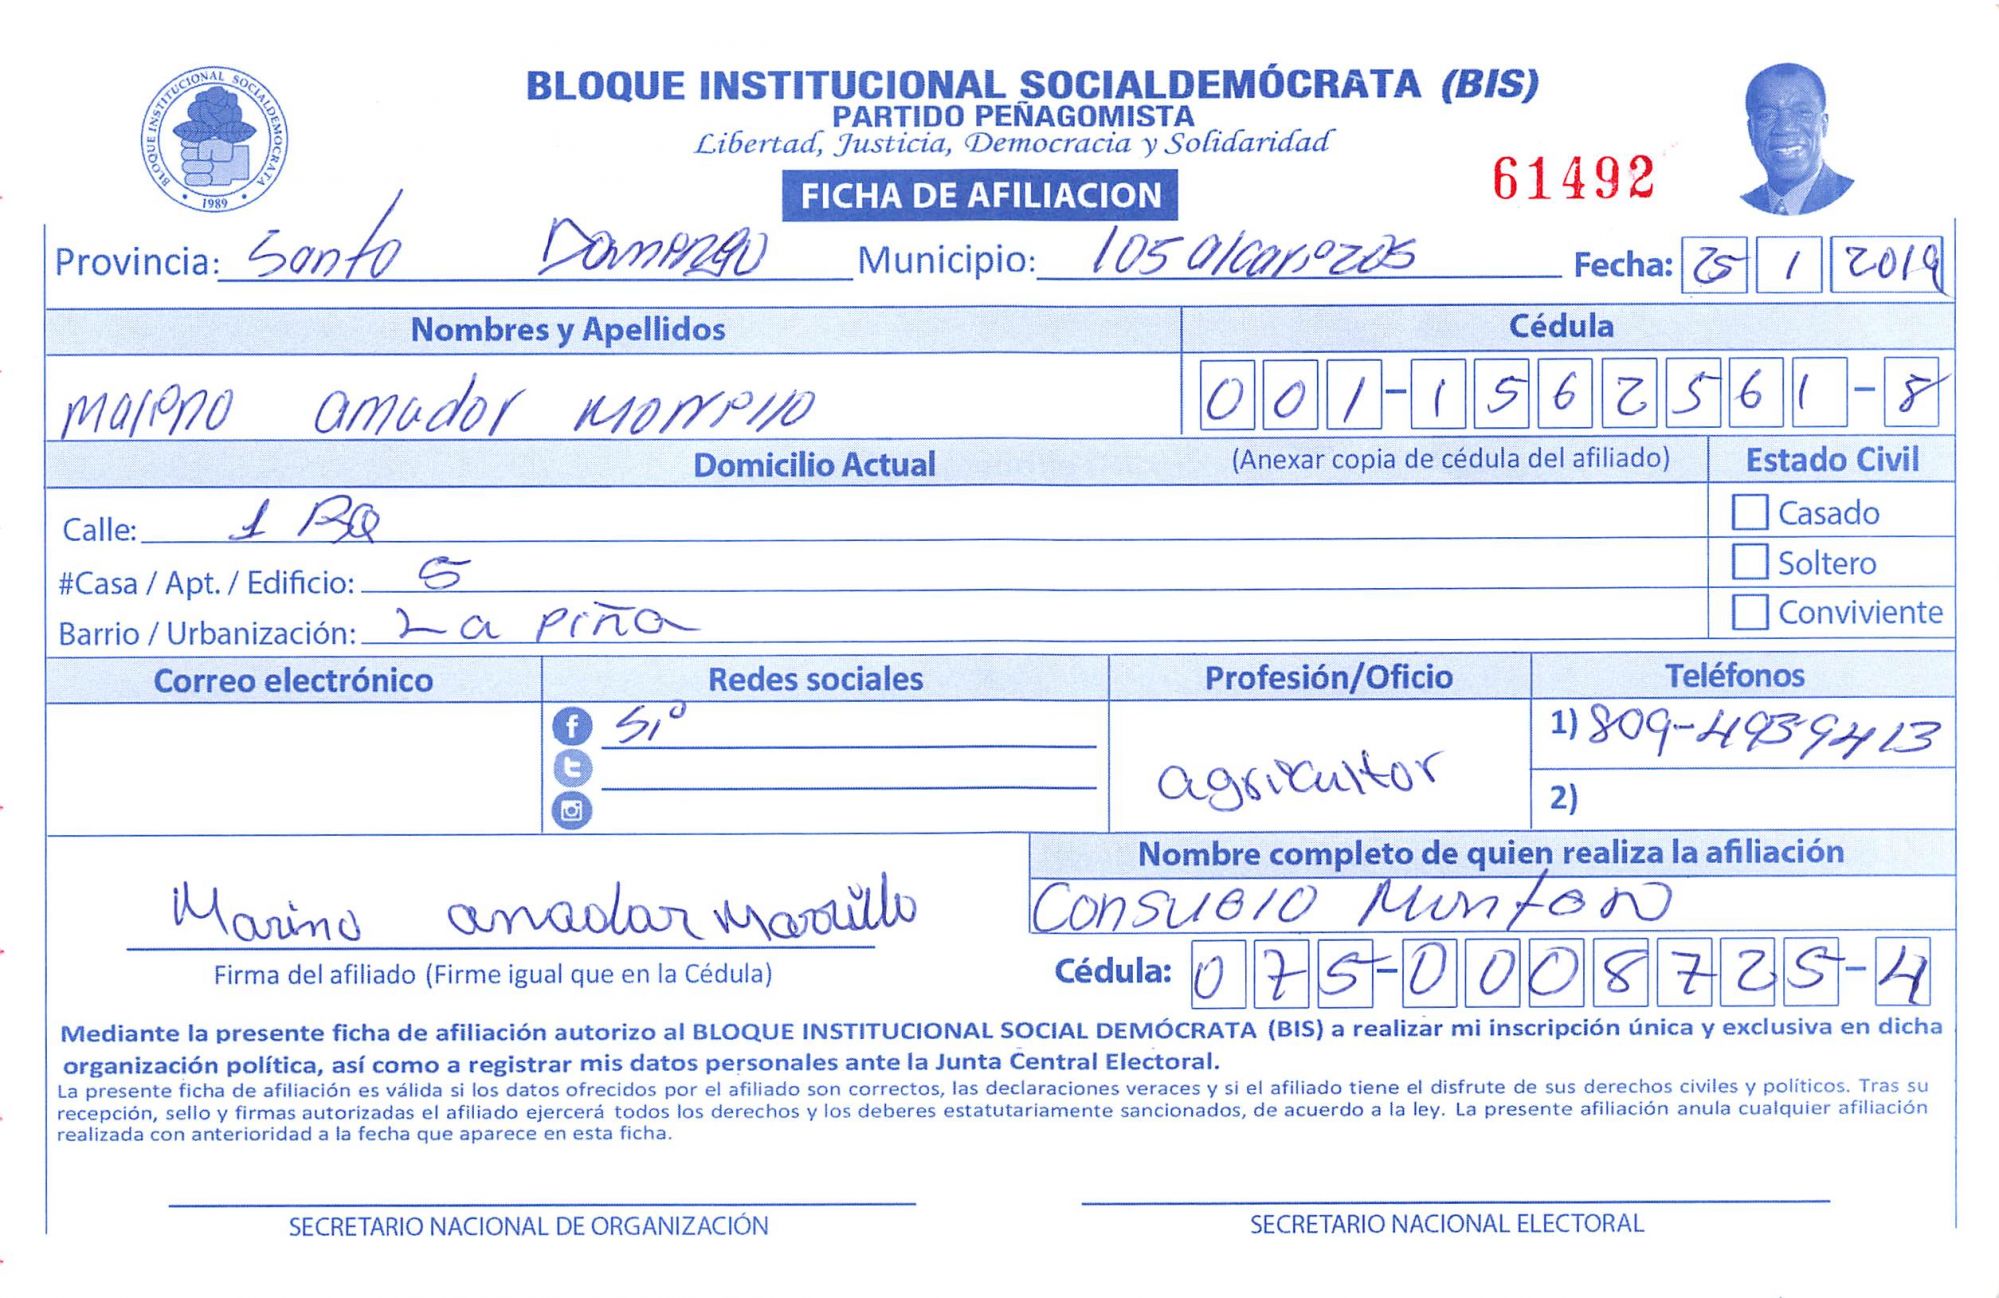 BLOQUE INSTITUCIONAL SOCIALDEMÓCRATA
1989
BLOQUE INSTITUCIONAL SOCIALDEMÓCRATA (BIS)
PARTIDO PEÑAGOMISTA
Libertad, Justicia, Democracia y Solidaridad
FICHA DE AFILIACION
61492
Provincia: Santo Domingo Municipio: los alcarrizos Fecha: 25 1 2019
Nombres y Apellidos Cédula
Marino amador Morrillo 001-1562561-8
Domicilio Actual (Anexar copia de cédula del afiliado) Estado Civil
Calle: 1 Casado
#Casa / Apt. / Edificio: 5 Soltero
Barrio / Urbanización: La piña Conviviente
Correo electrónico Redes sociales Profesión/Oficio Teléfonos
Si 1) 809-4939413
agricultor
2)
Nombre completo de quien realiza la afiliación
Marino amador Morrillo Consuelo Montero
Firma del afiliado (Firme igual que en la Cédula) Cédula: 075-0008725-4
Mediante la presente ficha de afiliación autorizo al BLOQUE INSTITUCIONAL SOCIAL DEMÓCRATA (BIS) a realizar mi inscripción única y exclusiva en dicha
organización política, así como a registrar mis datos personales ante la Junta Central Electoral.
La presente ficha de afiliación es válida si los datos ofrecidos por el afiliado son correctos, las declaraciones veraces y si el afiliado tiene el disfrute de sus derechos civiles y políticos. Tras su
recepción, sello y firmas autorizadas el afiliado ejercerá todos los derechos y los deberes estatutariamente sancionados, de acuerdo a la ley. La presente afiliación anula cualquier afiliación
realizada con anterioridad a la fecha que aparece en esta ficha.
SECRETARIO NACIONAL DE ORGANIZACIÓN SECRETARIO NACIONAL ELECTORAL